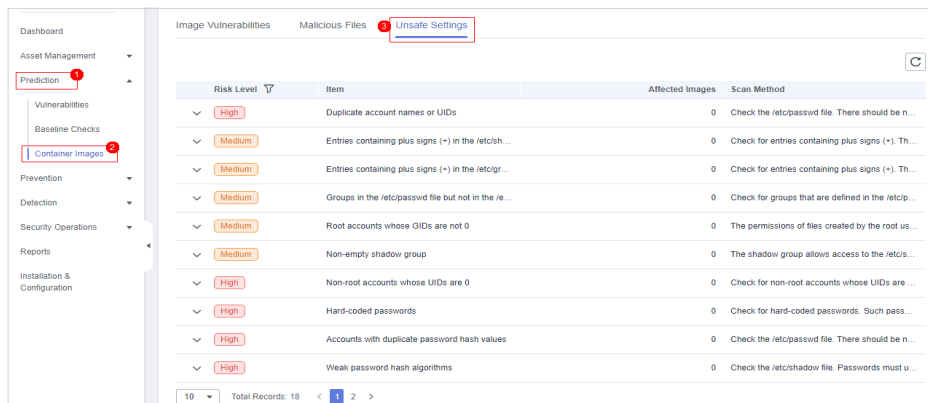 Dashboard
Asset Management
Prediction 1
Vulnerabilities
Baseline Checks
Container Images 2
Prevention
Detection
Security Operations
Reports
Installation &
Configuration
Image Vulnerabilities Malicious Files 3 Unsafe Settings
Risk Level Item Affected Images Scan Method
High Duplicate account names or UIDs 0 Check the /etc/passwd file. There should be n...
Medium Entries containing plus signs (+) in the /etc/sh... 0 Check for entries containing plus signs (+). Th...
Medium Entries containing plus signs (+) in the /etc/gr... 0 Check for entries containing plus signs (+). Th...
Medium Groups in the /etc/passwd file but not in the /e... 0 Check for groups that are defined in the /etc/p...
Medium Root accounts whose GIDs are not 0 0 The permissions of files created by the root us...
Medium Non-empty shadow group 0 The shadow group allows access to the /etc/s...
High Non-root accounts whose UIDs are 0 0 Check for non-root accounts whose UIDs are ...
High Hard-coded passwords 0 Check for hard-coded passwords. Such pass...
High Accounts with duplicate password hash values 0 Check the /etc/passwd file. There should be n...
High Weak password hash algorithms 0 Check the /etc/shadow file. Passwords must u...
10 Total Records: 18 < 1 2 >